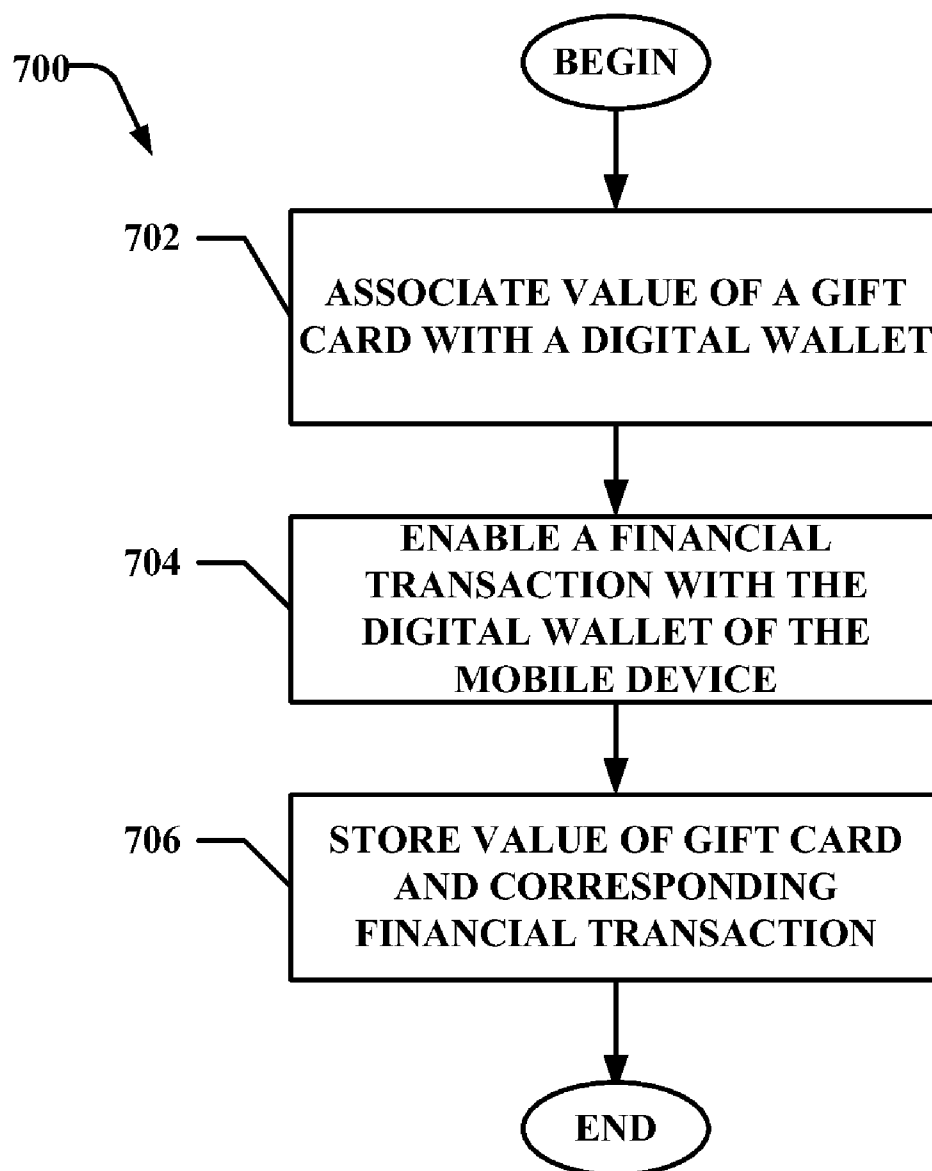 700
BEGIN
702
ASSOCIATE VALUE OF A GIFT
CARD WITH A DIGITAL WALLET
704
ENABLE A FINANCIAL
TRANSACTION WITH THE
DIGITAL WALLET OF THE
MOBILE DEVICE
706
STORE VALUE OF GIFT CARD
AND CORRESPONDING
FINANCIAL TRANSACTION
END